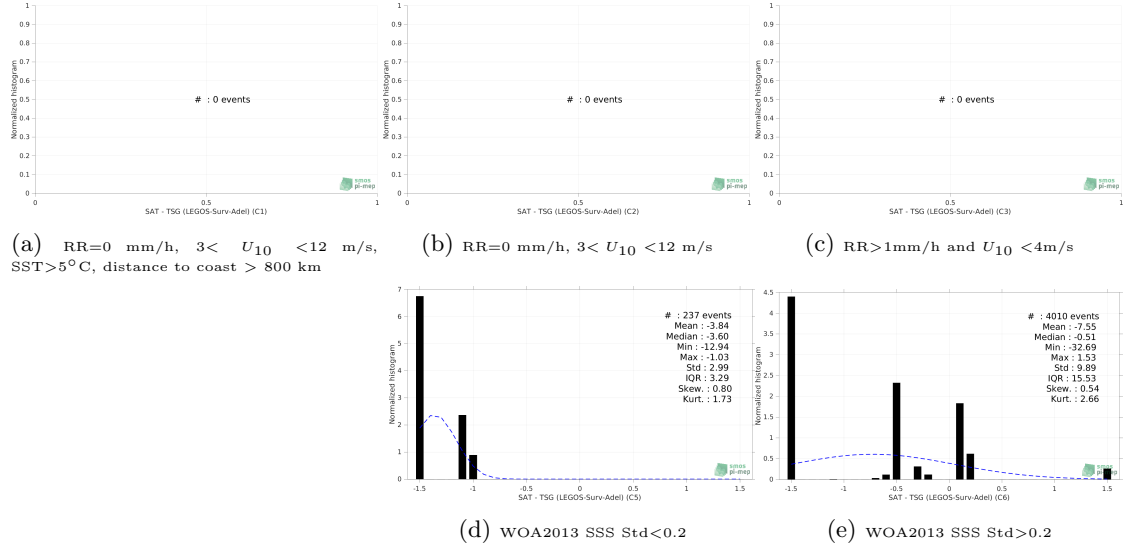 1
0.9
0.8
0.7
0.6
0.5
0.4
0.3
0.2
0.1
0
Normalized histogram
# : 0 events
smos
pi-mep
0 0.5 1
SAT - TSG (LEGOS-Surv-Adel) (C1)
(a) RR=0 mm/h, 3< U10 <12 m/s,
SST>5°C, distance to coast > 800 km
1
0.9
0.8
0.7
0.6
0.5
0.4
0.3
0.2
0.1
0
Normalized histogram
# : 0 events
smos
pi-mep
0 0.5 1
SAT - TSG (LEGOS-Surv-Adel) (C2)
(b) RR=0 mm/h, 3< U10 <12 m/s
1
0.9
0.8
0.7
0.6
0.5
0.4
0.3
0.2
0.1
0
Normalized histogram
# : 0 events
smos
pi-mep
0 0.5 1
SAT - TSG (LEGOS-Surv-Adel) (C3)
(c) RR>1mm/h and U10 <4m/s
7
6
5
4
3
2
1
0
Normalized histogram
# : 237 events
Mean : -3.84
Median : -3.60
Min : -12.94
Max : -1.03
Std : 2.99
IQR : 3.29
Skew. : 0.80
Kurt. : 1.73
smos
pi-mep
-1.5 -1 -0.5 0 0.5 1 1.5
SAT - TSG (LEGOS-Surv-Adel) (C5)
(d) WOA2013 SSS Std<0.2
4.5
4
3.5
3
2.5
2
1.5
1
0.5
0
Normalized histogram
# : 4010 events
Mean : -7.55
Median : -0.51
Min : -32.69
Max : 1.53
Std : 9.89
IQR : 15.53
Skew. : 0.54
Kurt. : 2.66
smos
pi-mep
-1.5 -1 -0.5 0 0.5 1 1.5
SAT - TSG (LEGOS-Surv-Adel) (C6)
(e) WOA2013 SSS Std>0.2